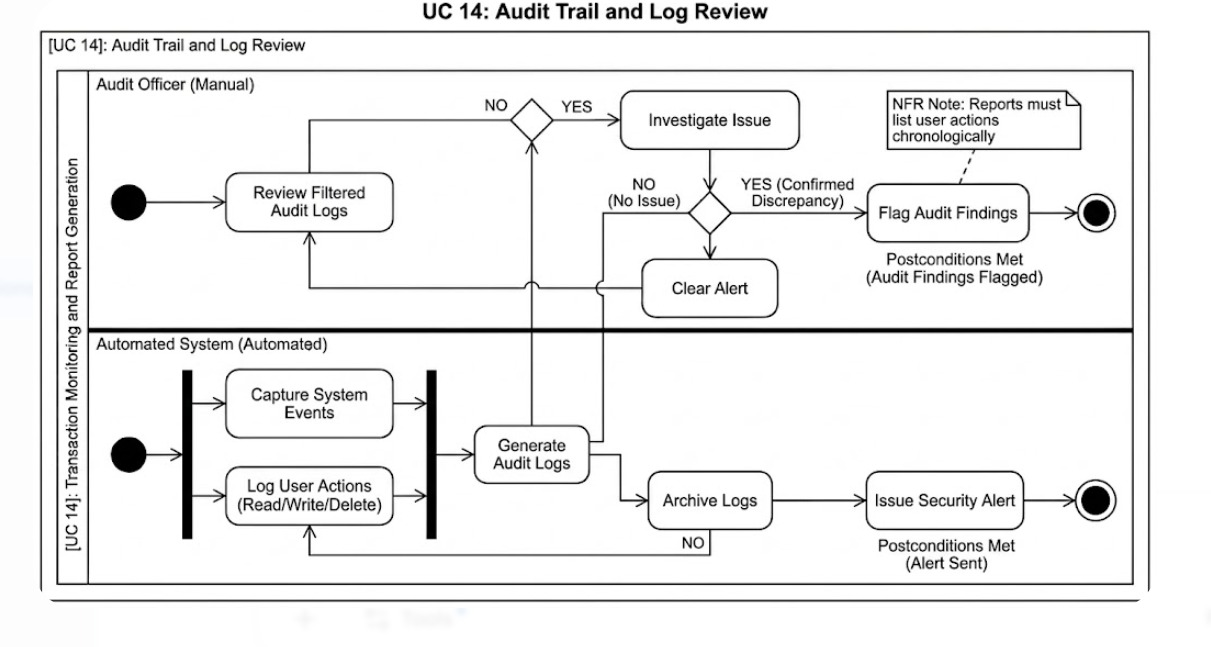 UC 14: Audit Trail and Log Review
[UC 14]: Audit Trail and Log Review
[UC 14]: Transaction Monitoring and Report Generation
Audit Officer (Manual)
Review Filtered
Audit Logs
NO
YES
Investigate Issue
NO
(No Issue)
YES (Confirmed
Discrepancy)
Clear Alert
NFR Note: Reports must
list user actions
chronologically
Flag Audit Findings
Postconditions Met
(Audit Findings Flagged)
Automated System (Automated)
Capture System
Events
Log User Actions
(Read/Write/Delete)
Generate
Audit Logs
Archive Logs
NO
Issue Security Alert
Postconditions Met
(Alert Sent)